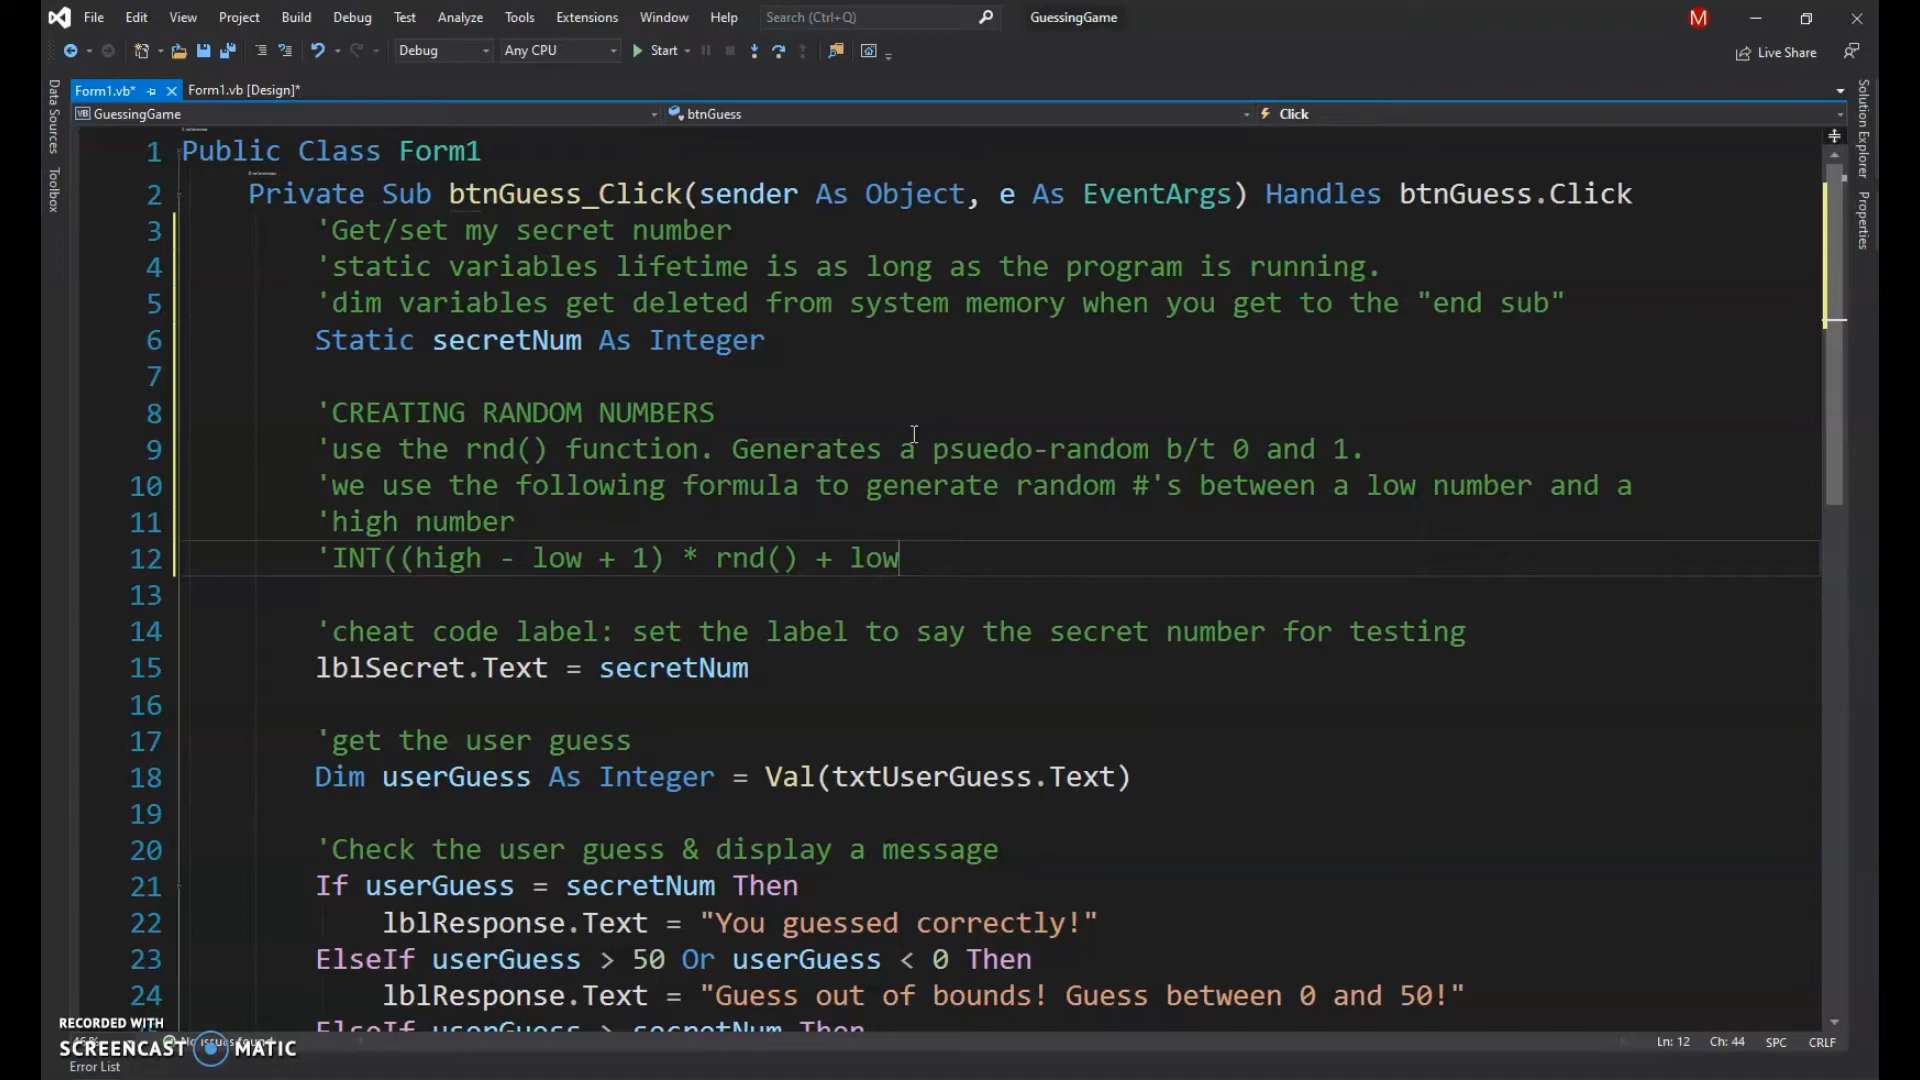 File Edit View Project Build Debug Test Analyze Tools Extensions Window Help Search (Ctrl+Q) GuessingGame M
Debug Any CPU Start Live Share
Form1.vb* Form1.vb [Design]*
VB GuessingGame btnGuess Click
Data Sources
Toolbox
Solution Explorer
Properties
1 Public Class Form1
2 Private Sub btnGuess_Click(sender As Object, e As EventArgs) Handles btnGuess.Click
3 'Get/set my secret number
4 'static variables lifetime is as long as the program is running.
5 'dim variables get deleted from system memory when you get to the "end sub"
6 Static secretNum As Integer
7
8 'CREATING RANDOM NUMBERS
9 'use the rnd() function. Generates a psuedo-random b/t 0 and 1.
10 'we use the following formula to generate random #'s between a low number and a
11 'high number
12 'INT((high - low + 1) * rnd() + low
13
14 'cheat code label: set the label to say the secret number for testing
15 lblSecret.Text = secretNum
16
17 'get the user guess
18 Dim userGuess As Integer = Val(txtUserGuess.Text)
19
20 'Check the user guess & display a message
21 If userGuess = secretNum Then
22 lblResponse.Text = "You guessed correctly!"
23 ElseIf userGuess > 50 Or userGuess < 0 Then
24 lblResponse.Text = "Guess out of bounds! Guess between 0 and 50!"
ElseIf userGuess > secretNum Then
RECORDED WITH
SCREENCAST MATIC
No issues found Ln: 12 Ch: 44 SPC CRLF
Error List